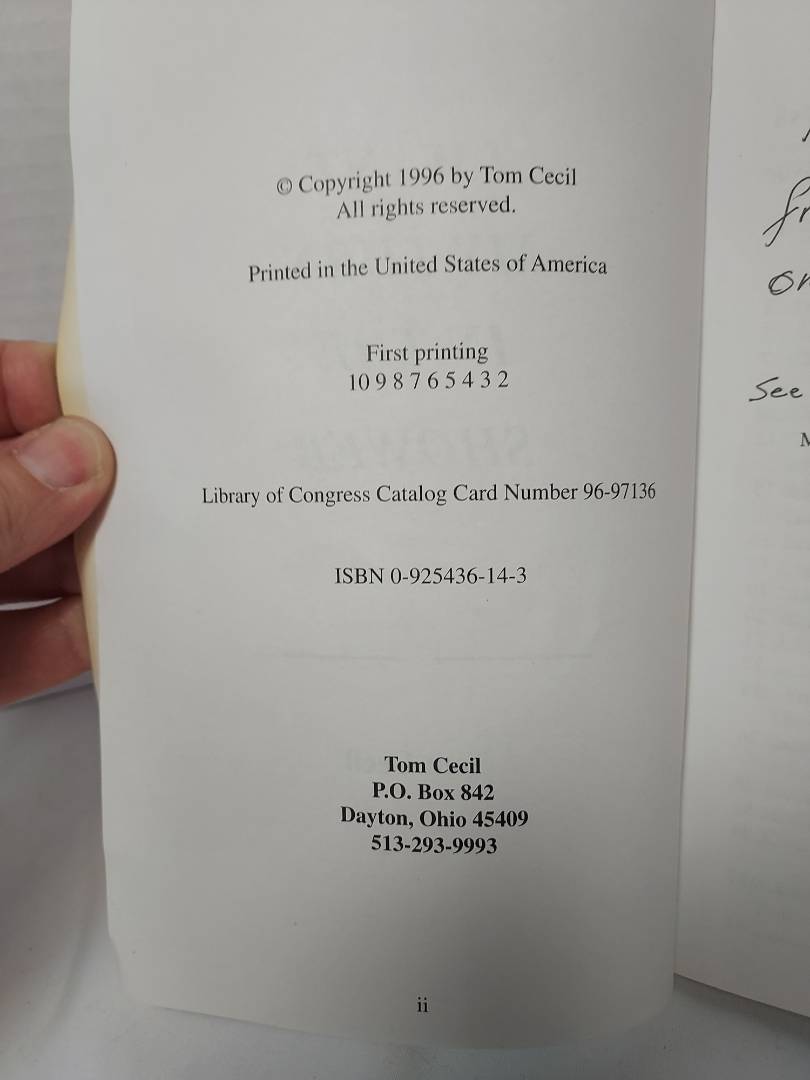 © Copyright 1996 by Tom Cecil
All rights reserved.
Printed in the United States of America
First printing
10 9 8 7 6 5 4 3 2
Library of Congress Catalog Card Number 96-97136
ISBN 0-925436-14-3
Tom Cecil
P.O. Box 842
Dayton, Ohio 45409
513-293-9993
ii
See